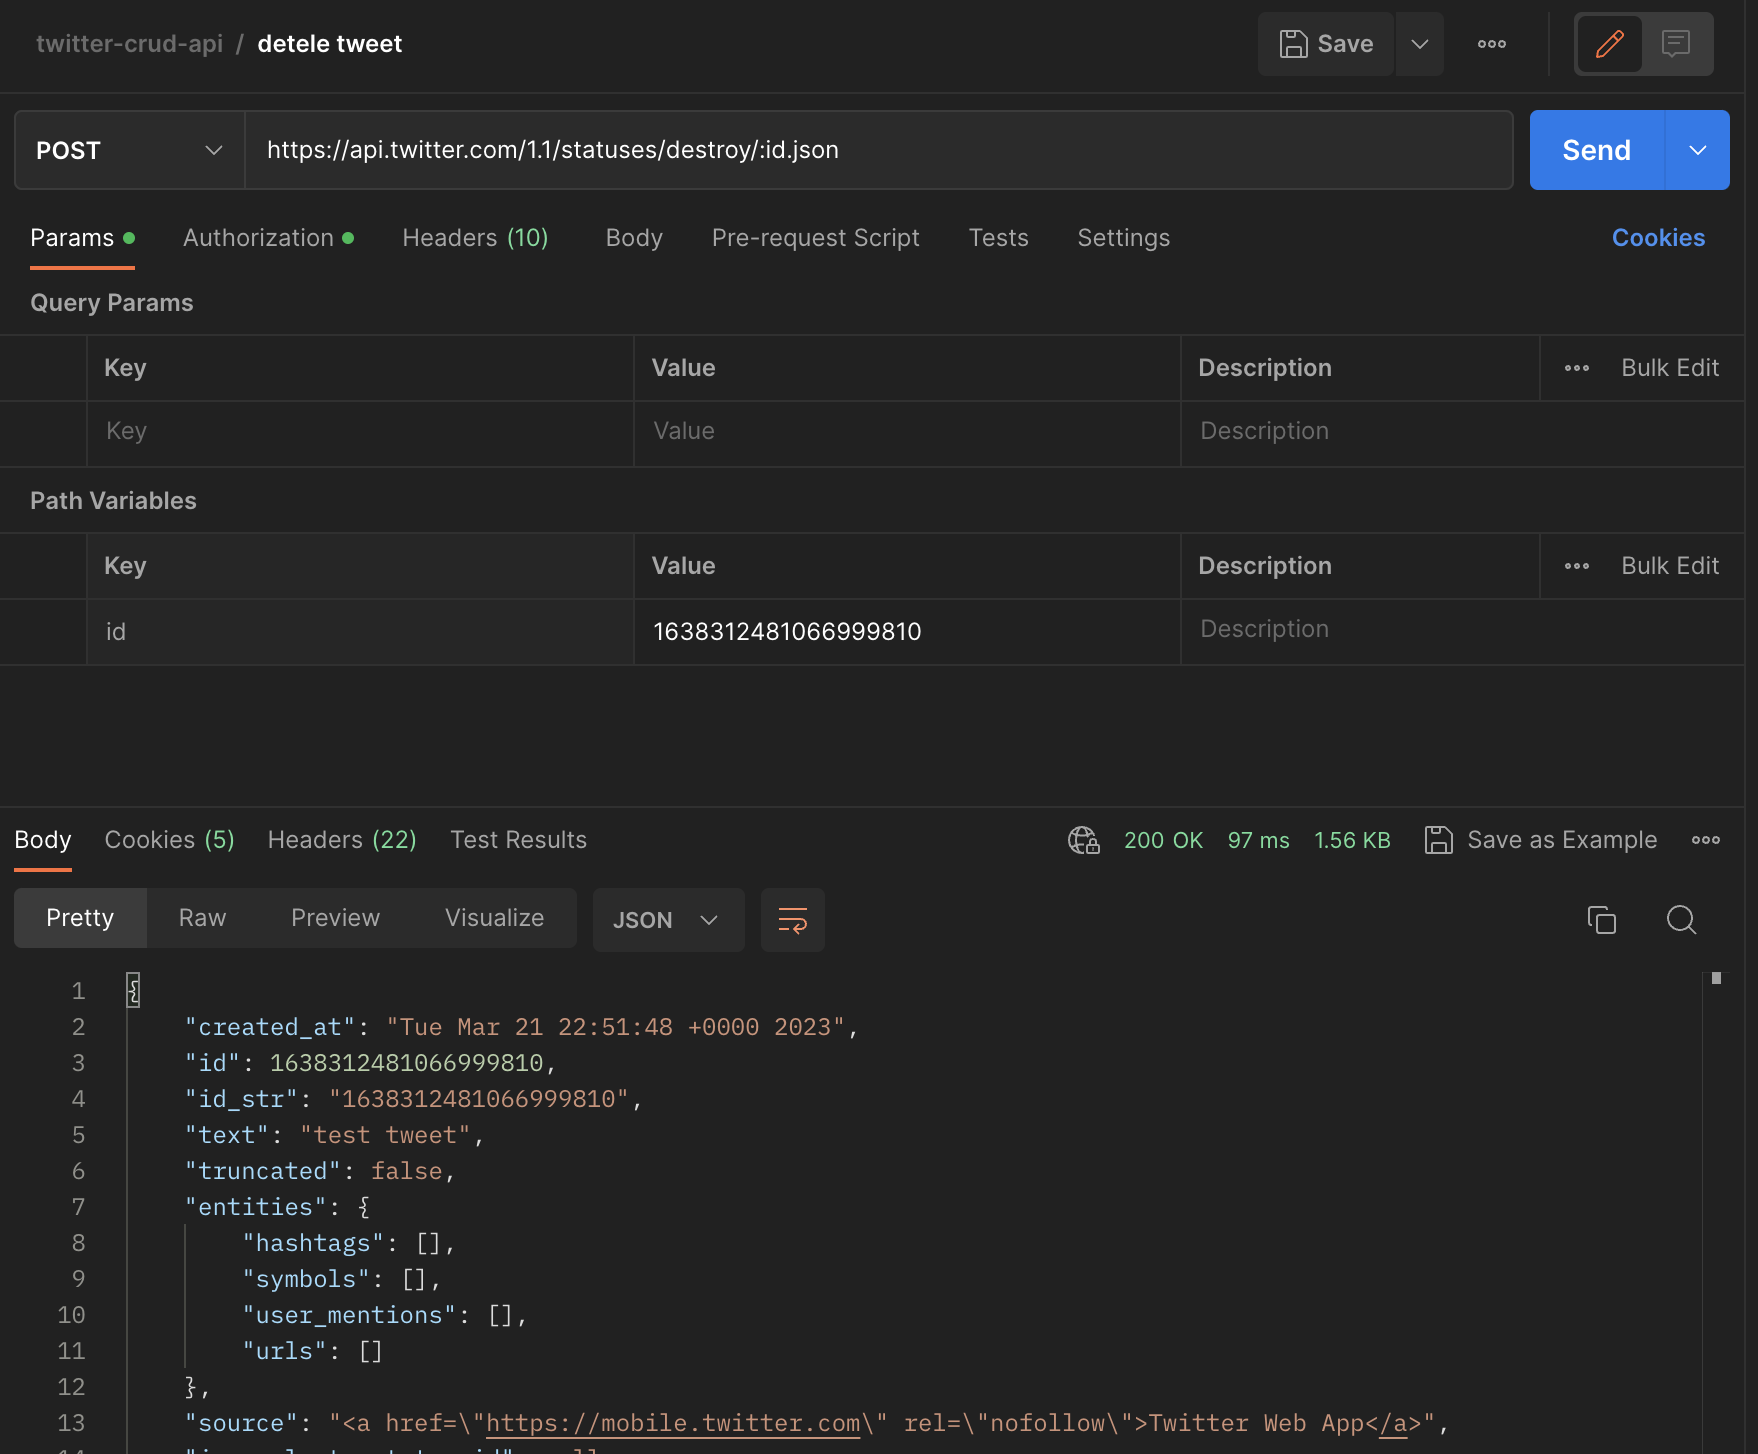 twitter-crud-api / detele tweet
Save
POST
https://api.twitter.com/1.1/statuses/destroy/:id.json
Send
Params Authorization Headers (10) Body Pre-request Script Tests Settings Cookies
Query Params
Key Value Description Bulk Edit
Key Value Description
Path Variables
Key Value Description Bulk Edit
id 1638312481066999810 Description
Body Cookies (5) Headers (22) Test Results 200 OK 97 ms 1.56 KB Save as Example
Pretty Raw Preview Visualize JSON
1 {
2 "created_at": "Tue Mar 21 22:51:48 +0000 2023",
3 "id": 1638312481066999810,
4 "id_str": "1638312481066999810",
5 "text": "test tweet",
6 "truncated": false,
7 "entities": {
8 "hashtags": [],
9 "symbols": [],
10 "user_mentions": [],
11 "urls": []
12 },
13 "source": "<a href=\"https://mobile.twitter.com\" rel=\"nofollow\">Twitter Web App</a>",